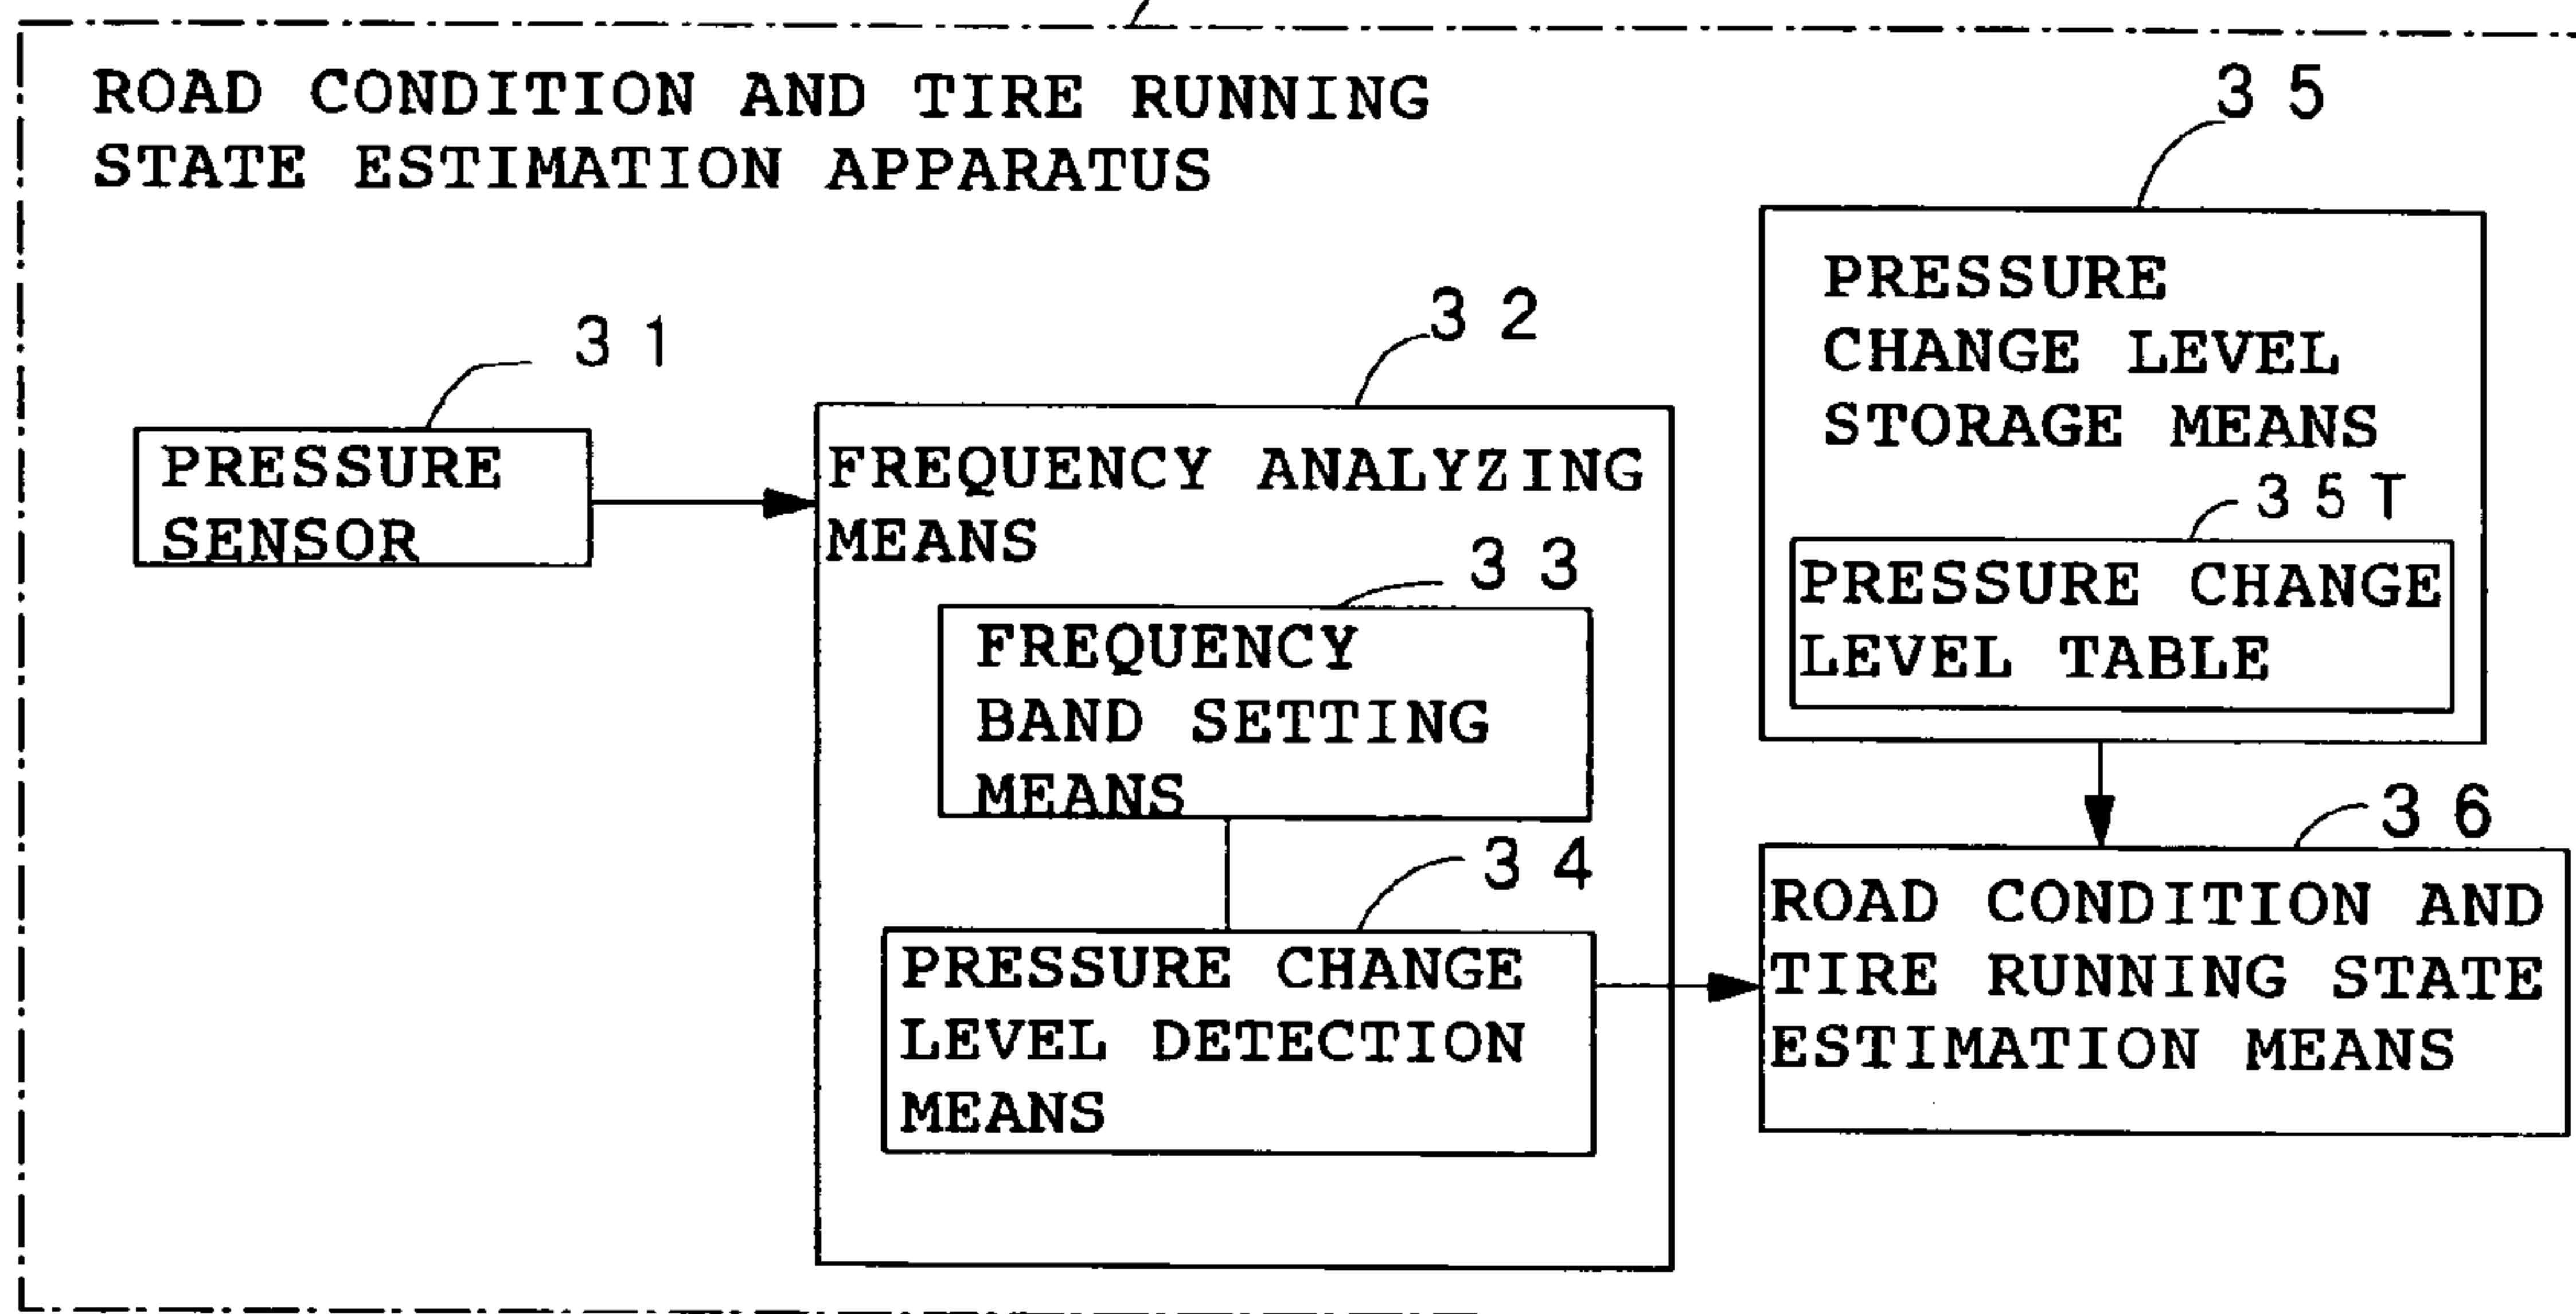 ROAD CONDITION AND TIRE RUNNING
STATE ESTIMATION APPARATUS
31
PRESSURE
SENSOR
32
FREQUENCY ANALYZING
MEANS
33
FREQUENCY
BAND SETTING
MEANS
34
PRESSURE CHANGE
LEVEL DETECTION
MEANS
35
PRESSURE
CHANGE LEVEL
STORAGE MEANS
35T
PRESSURE CHANGE
LEVEL TABLE
36
ROAD CONDITION AND
TIRE RUNNING STATE
ESTIMATION MEANS